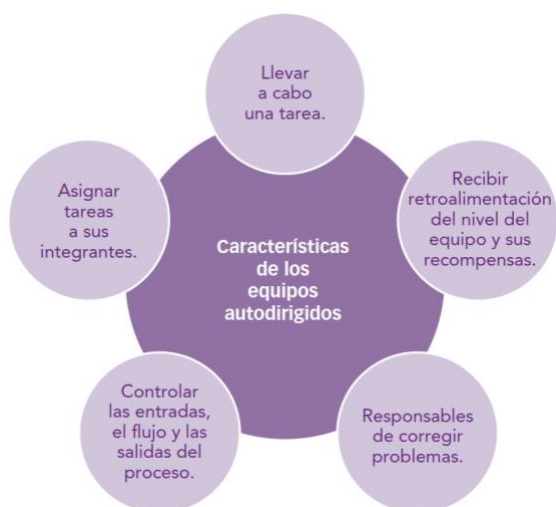 Llevar
a cabo
una tarea.
Recibir
retroalimentación
del nivel del
equipo y sus
recompensas.
Responsables
de corregir
problemas.
Controlar
las entradas,
el flujo y las
salidas del
proceso.
Asignar
tareas
a sus
integrantes.
Características
de los
equipos
autodirigidos